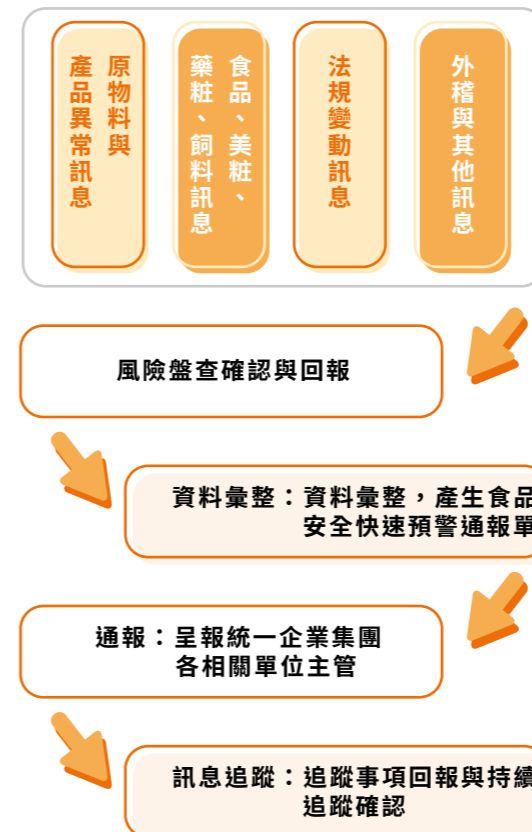 原物料與
產品異常訊息
食品、美粧、
藥粧、飼料訊息
法規變動訊息
外稽與其他訊息
風險盤查確認與回報
資料彙整：資料彙整，產生食品
安全快速預警通報單
通報：呈報統一企業集團
各相關單位主管
訊息追蹤：追蹤事項回報與持續
追蹤確認